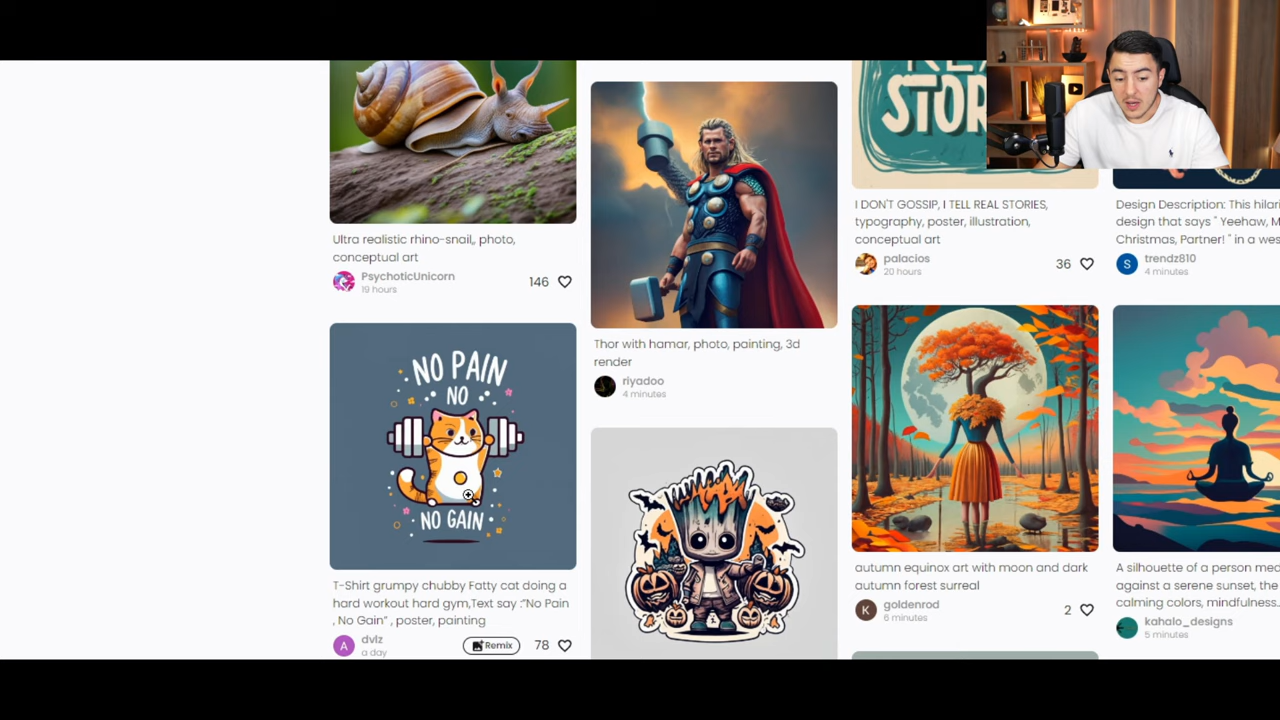 Ultra realistic rhino-snail,, photo,
conceptual art
PsychoticUnicorn
19 hours
146
NO PAIN
NO
NO GAIN
T-Shirt grumpy chubby Fatty cat doing a
hard workout hard gym,Text say :"No Pain
, No Gain" , poster, painting
A
dvlz
a day
Remix
78
Thor with hamar, photo, painting, 3d
render
riyadoo
4 minutes
I DON'T GOSSIP, I TELL REAL STORIES,
typography, poster, illustration,
conceptual art
palacios
20 hours
36
autumn equinox art with moon and dark
autumn forest surreal
K
goldenrod
6 minutes
2
Design Description: This hilari
design that says " Yeehaw, M
Christmas, Partner! " in a wes
S
trendz810
4 minutes
A silhouette of a person med
against a serene sunset, the
calming colors, mindfulness...
kahalo_designs
5 minutes